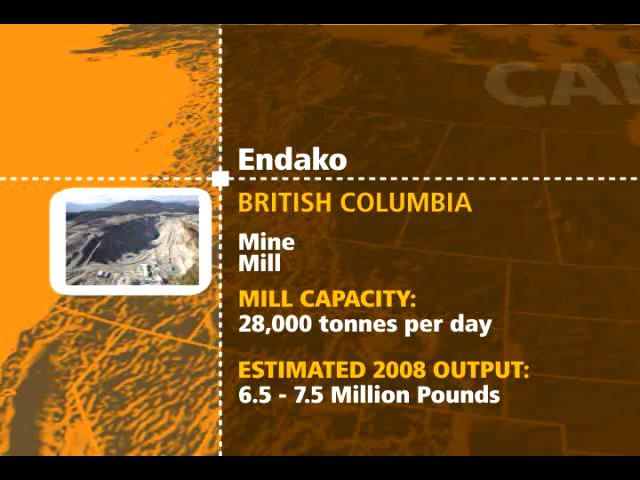 CA
Endako
BRITISH COLUMBIA
Mine
Mill
MILL CAPACITY:
28,000 tonnes per day
ESTIMATED 2008 OUTPUT:
6.5 - 7.5 Million Pounds